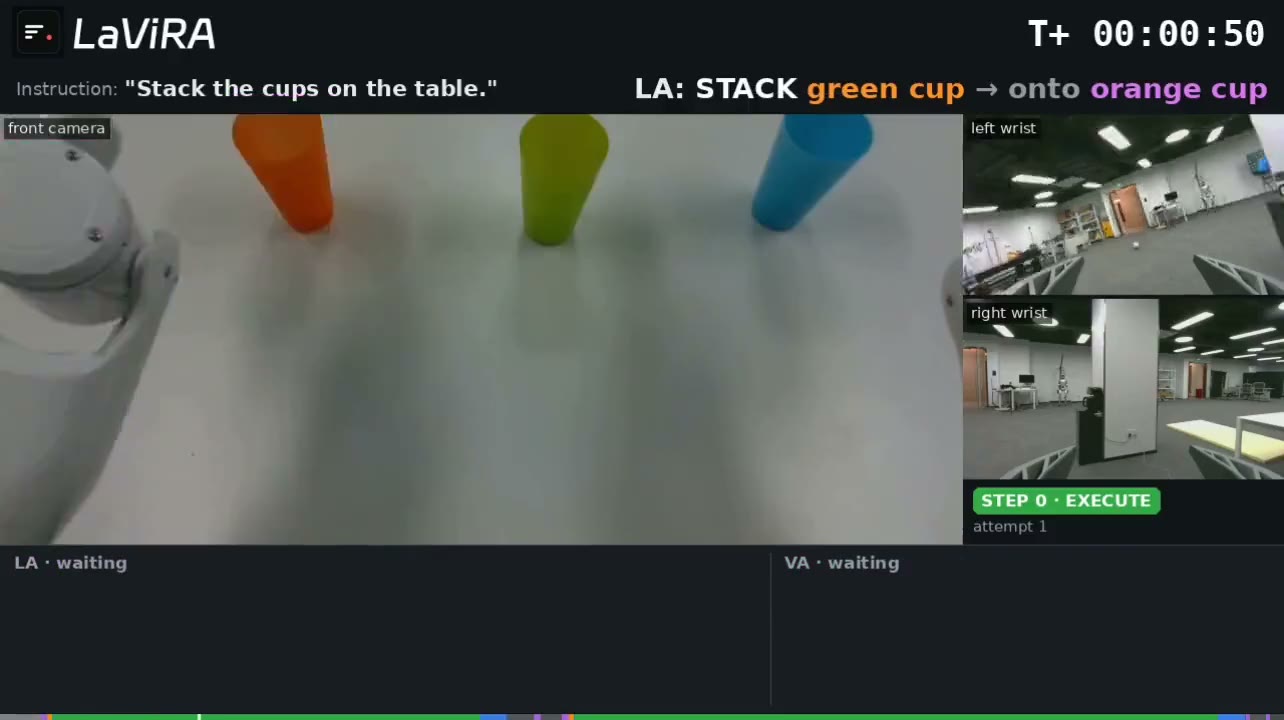 LaViRA
T+ 00:00:50
Instruction: "Stack the cups on the table."
LA: STACK green cup → onto orange cup
front camera
left wrist
right wrist
STEP 0 · EXECUTE
attempt 1
LA · waiting
VA · waiting